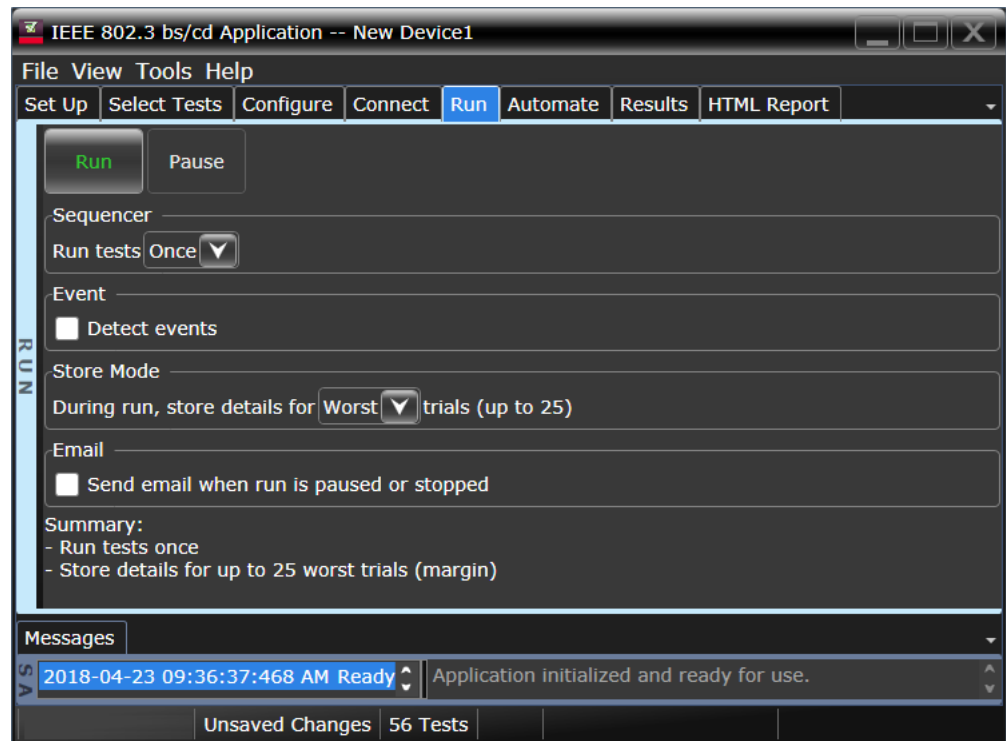 IEEE 802.3 bs/cd Application -- New Device1
File View Tools Help
Set Up Select Tests Configure Connect Run Automate Results HTML Report
Run Pause
Sequencer
Run tests Once
Event
Detect events
RUN
Store Mode
During run, store details for Worst trials (up to 25)
Email
Send email when run is paused or stopped
Summary:
- Run tests once
- Store details for up to 25 worst trials (margin)
Messages
SA
2018-04-23 09:36:37:468 AM Ready Application initialized and ready for use.
Unsaved Changes 56 Tests